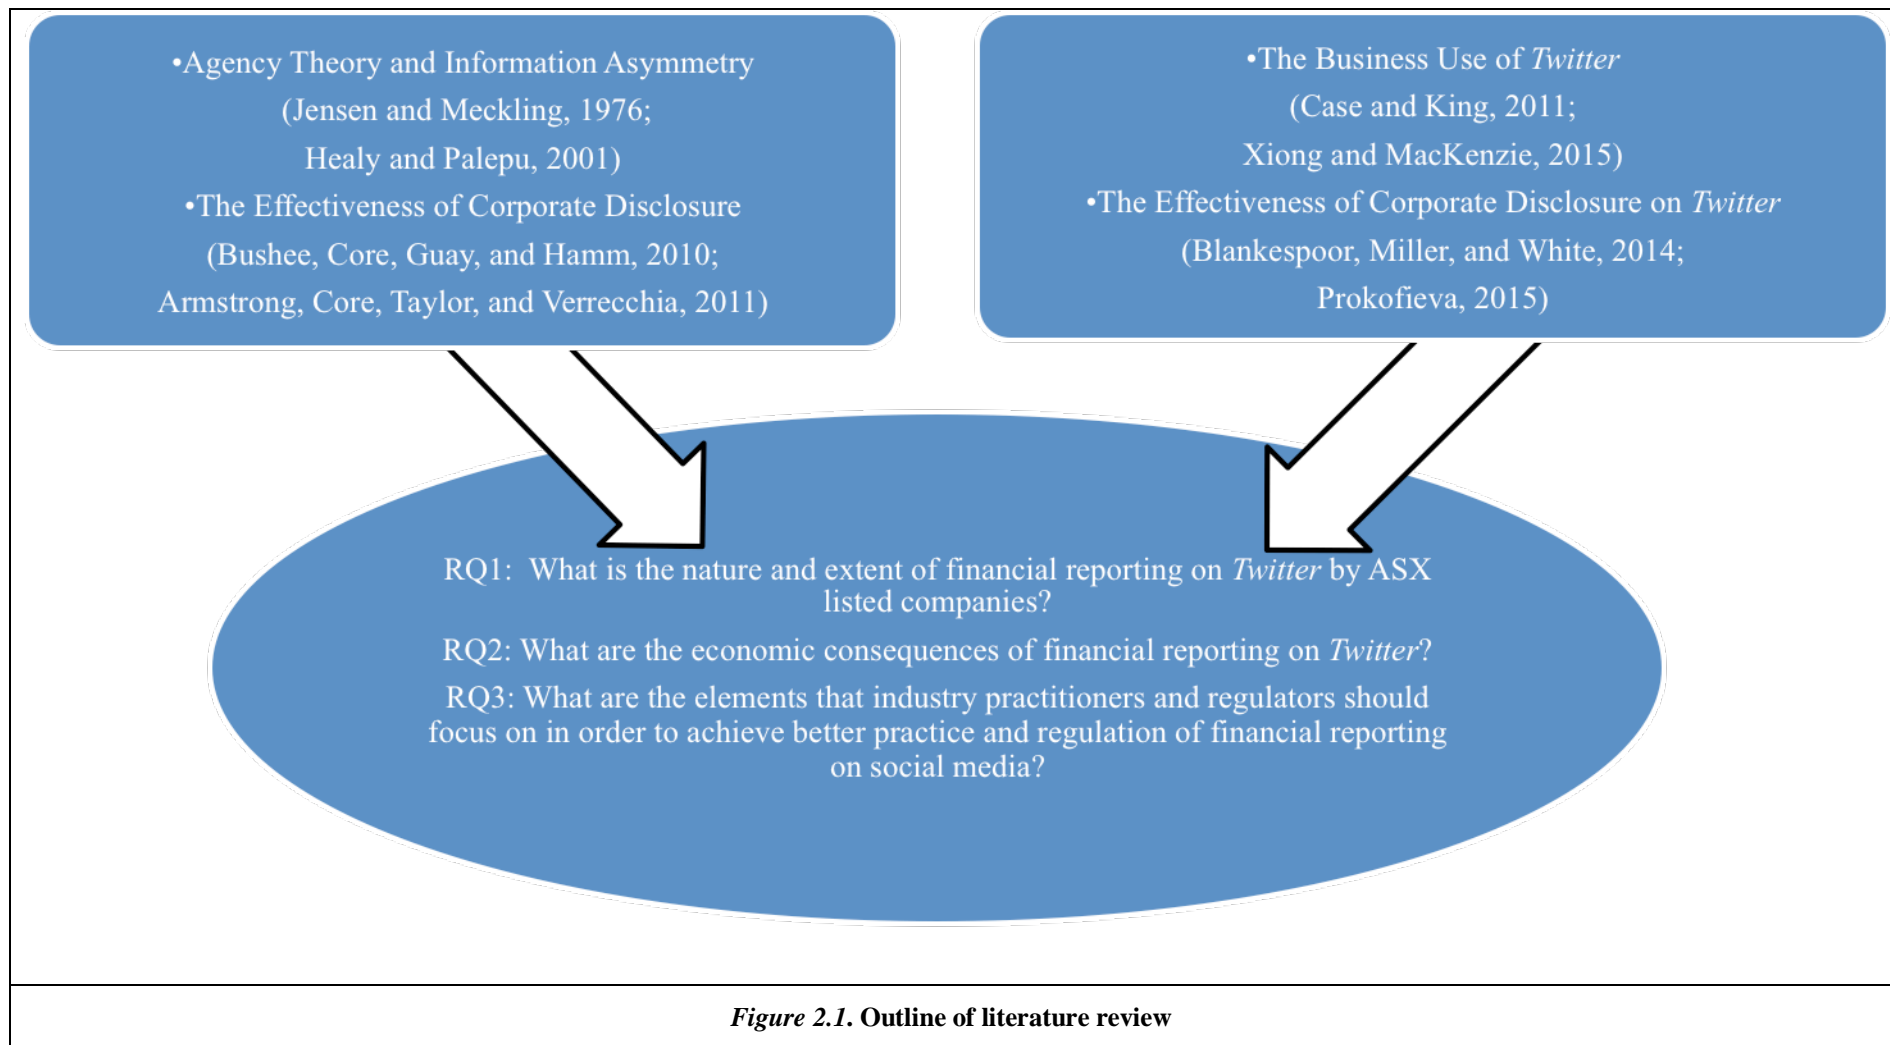 •Agency Theory and Information Asymmetry
(Jensen and Meckling, 1976;
Healy and Palepu, 2001)
•The Effectiveness of Corporate Disclosure
(Bushee, Core, Guay, and Hamm, 2010;
Armstrong, Core, Taylor, and Verrecchia, 2011)
•The Business Use of Twitter
(Case and King, 2011;
Xiong and MacKenzie, 2015)
•The Effectiveness of Corporate Disclosure on Twitter
(Blankespoor, Miller, and White, 2014;
Prokofieva, 2015)
RQ1: What is the nature and extent of financial reporting on Twitter by ASX
listed companies?
RQ2: What are the economic consequences of financial reporting on Twitter?
RQ3: What are the elements that industry practitioners and regulators should
focus on in order to achieve better practice and regulation of financial reporting
on social media?
Figure 2.1. Outline of literature review